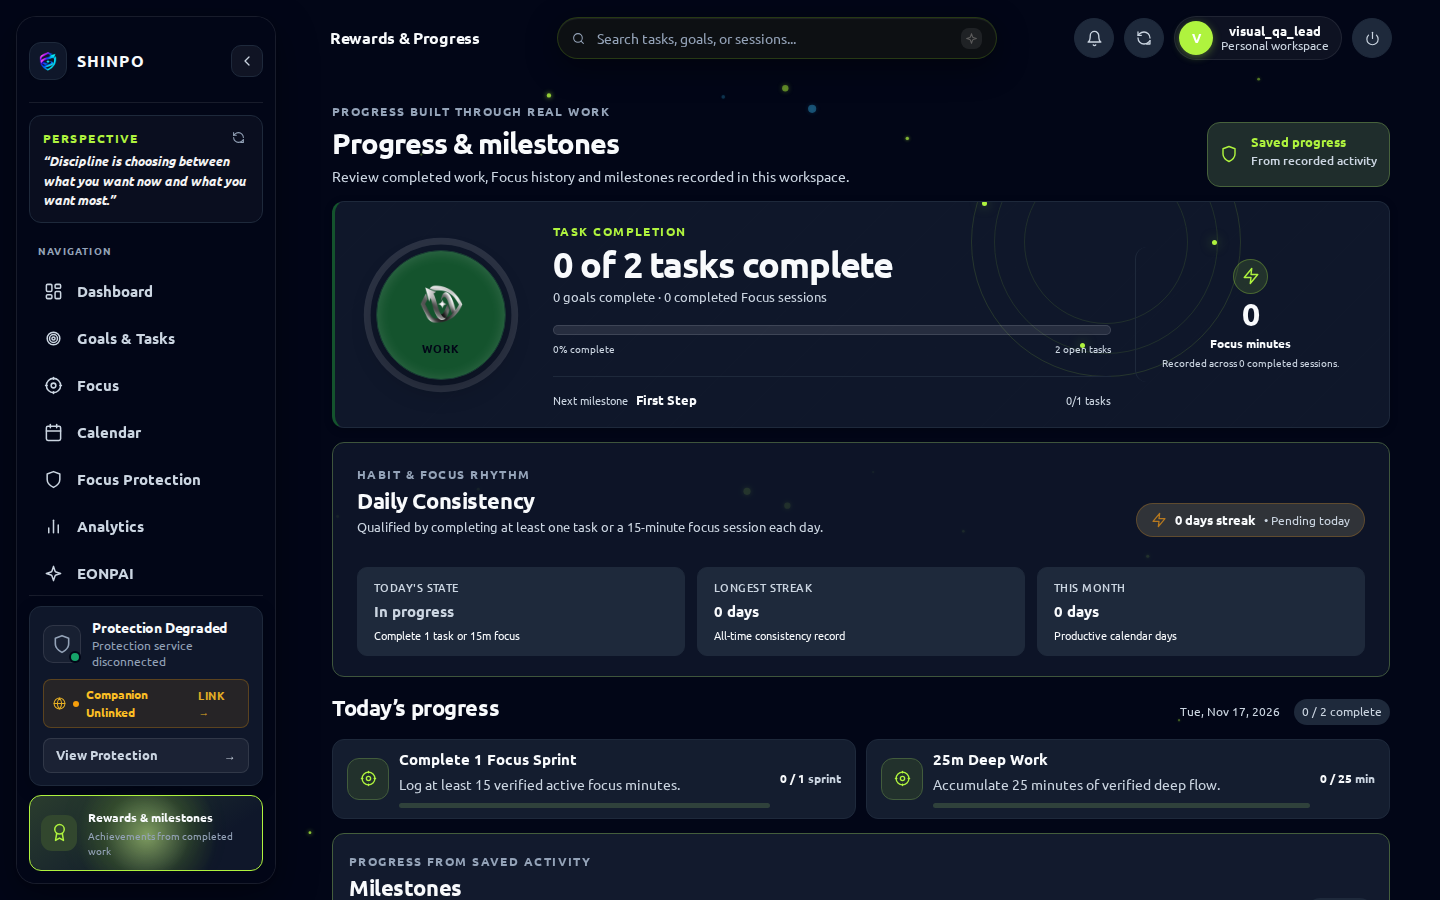 SHINPO
PERSPECTIVE
“Discipline is choosing between
what you want now and what you
want most.”
NAVIGATION
Dashboard
Goals & Tasks
Focus
Calendar
Focus Protection
Analytics
EONPAI
Protection Degraded
Protection service
disconnected
Companion
Unlinked
LINK
→
View Protection →
Rewards & milestones
Achievements from completed
work
Rewards & Progress
Search tasks, goals, or sessions...
V
visual_qa_lead
Personal workspace
PROGRESS BUILT THROUGH REAL WORK
Progress & milestones
Review completed work, Focus history and milestones recorded in this workspace.
Saved progress
From recorded activity
WORK
TASK COMPLETION
0 of 2 tasks complete
0 goals complete · 0 completed Focus sessions
0% complete
2 open tasks
Next milestone First Step
0/1 tasks
0
Focus minutes
Recorded across 0 completed sessions.
HABIT & FOCUS RHYTHM
Daily Consistency
Qualified by completing at least one task or a 15-minute focus session each day.
0 days streak • Pending today
TODAY'S STATE
In progress
Complete 1 task or 15m focus
LONGEST STREAK
0 days
All-time consistency record
THIS MONTH
0 days
Productive calendar days
Today’s progress
Tue, Nov 17, 2026
0 / 2 complete
Complete 1 Focus Sprint
Log at least 15 verified active focus minutes.
0 / 1 sprint
25m Deep Work
Accumulate 25 minutes of verified deep flow.
0 / 25 min
PROGRESS FROM SAVED ACTIVITY
Milestones